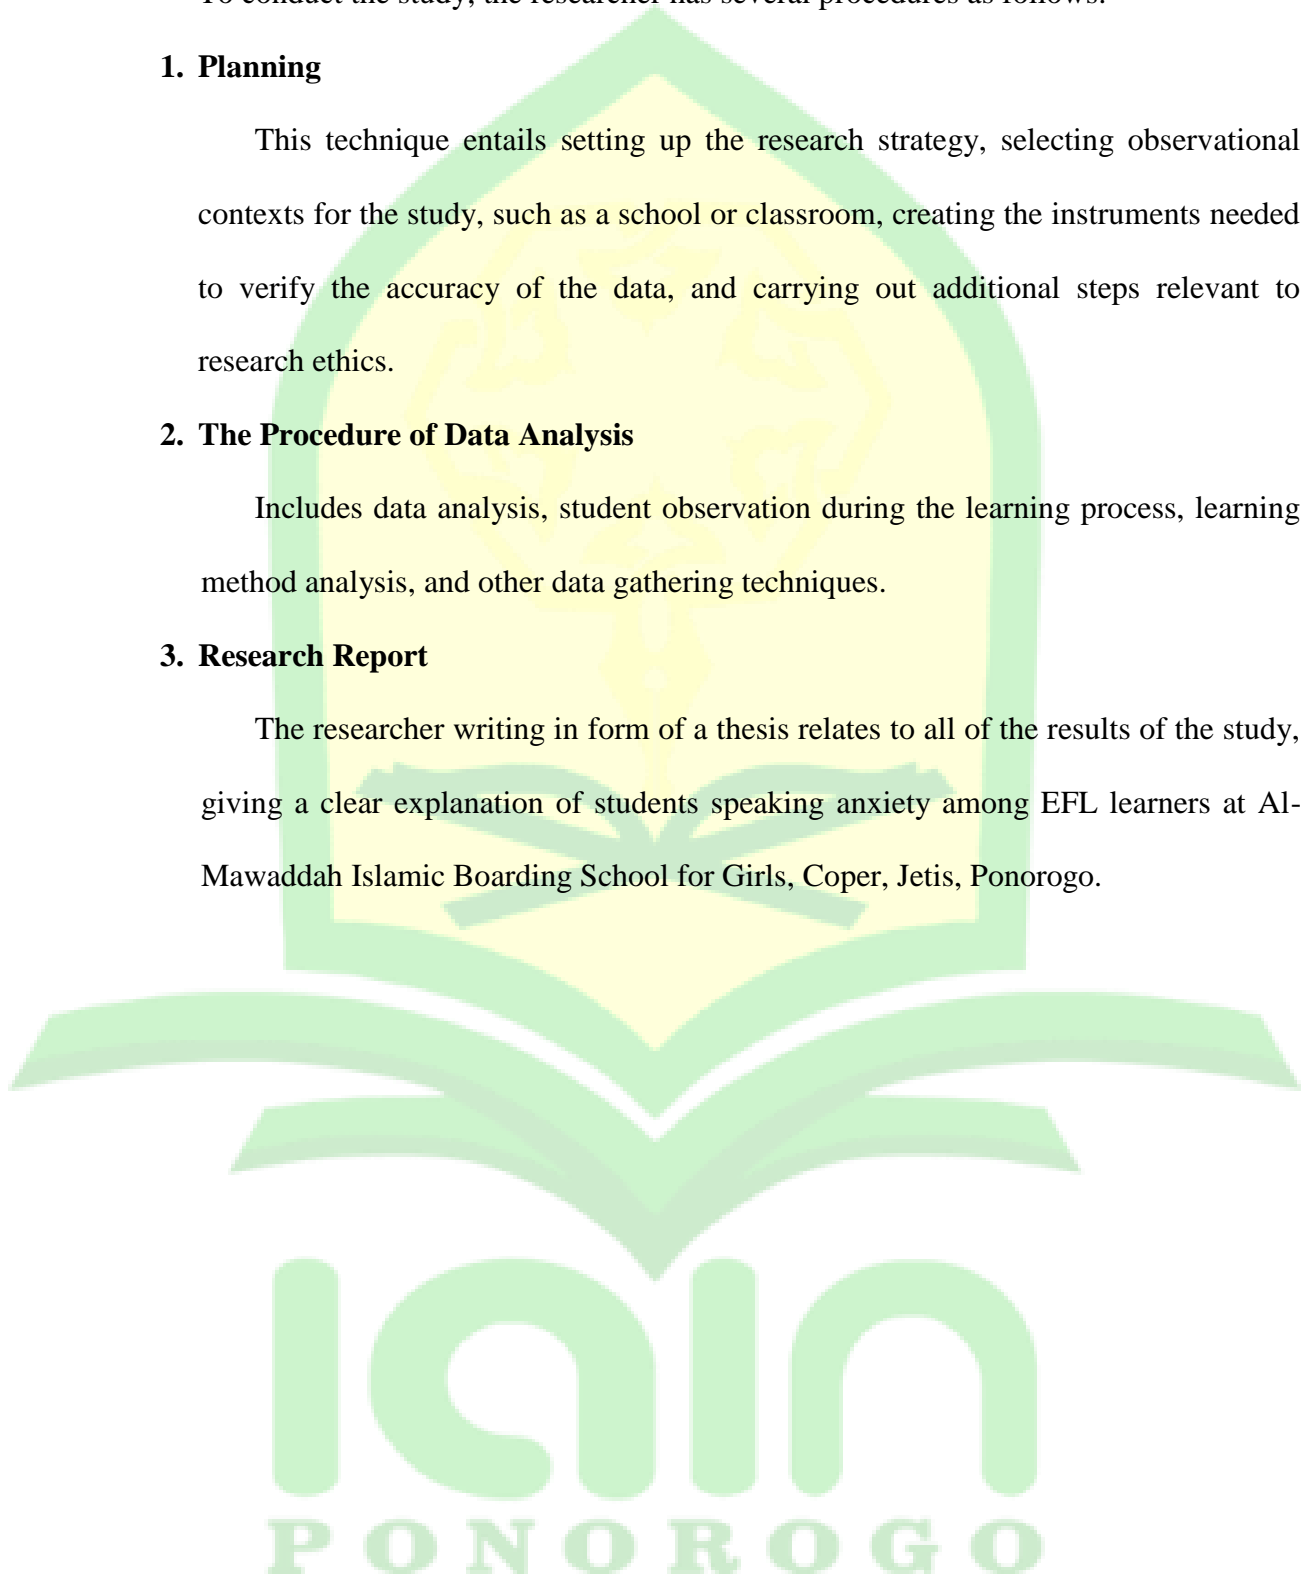 To conduct the study, the researcher has several procedures as follows:
1. Planning
This technique entails setting up the research strategy, selecting observational
contexts for the study, such as a school or classroom, creating the instruments needed
to verify the accuracy of the data, and carrying out additional steps relevant to
research ethics.
2. The Procedure of Data Analysis
Includes data analysis, student observation during the learning process, learning
method analysis, and other data gathering techniques.
3. Research Report
The researcher writing in form of a thesis relates to all of the results of the study,
giving a clear explanation of students speaking anxiety among EFL learners at Al-
Mawaddah Islamic Boarding School for Girls, Coper, Jetis, Ponorogo.
iain
PONOROGO